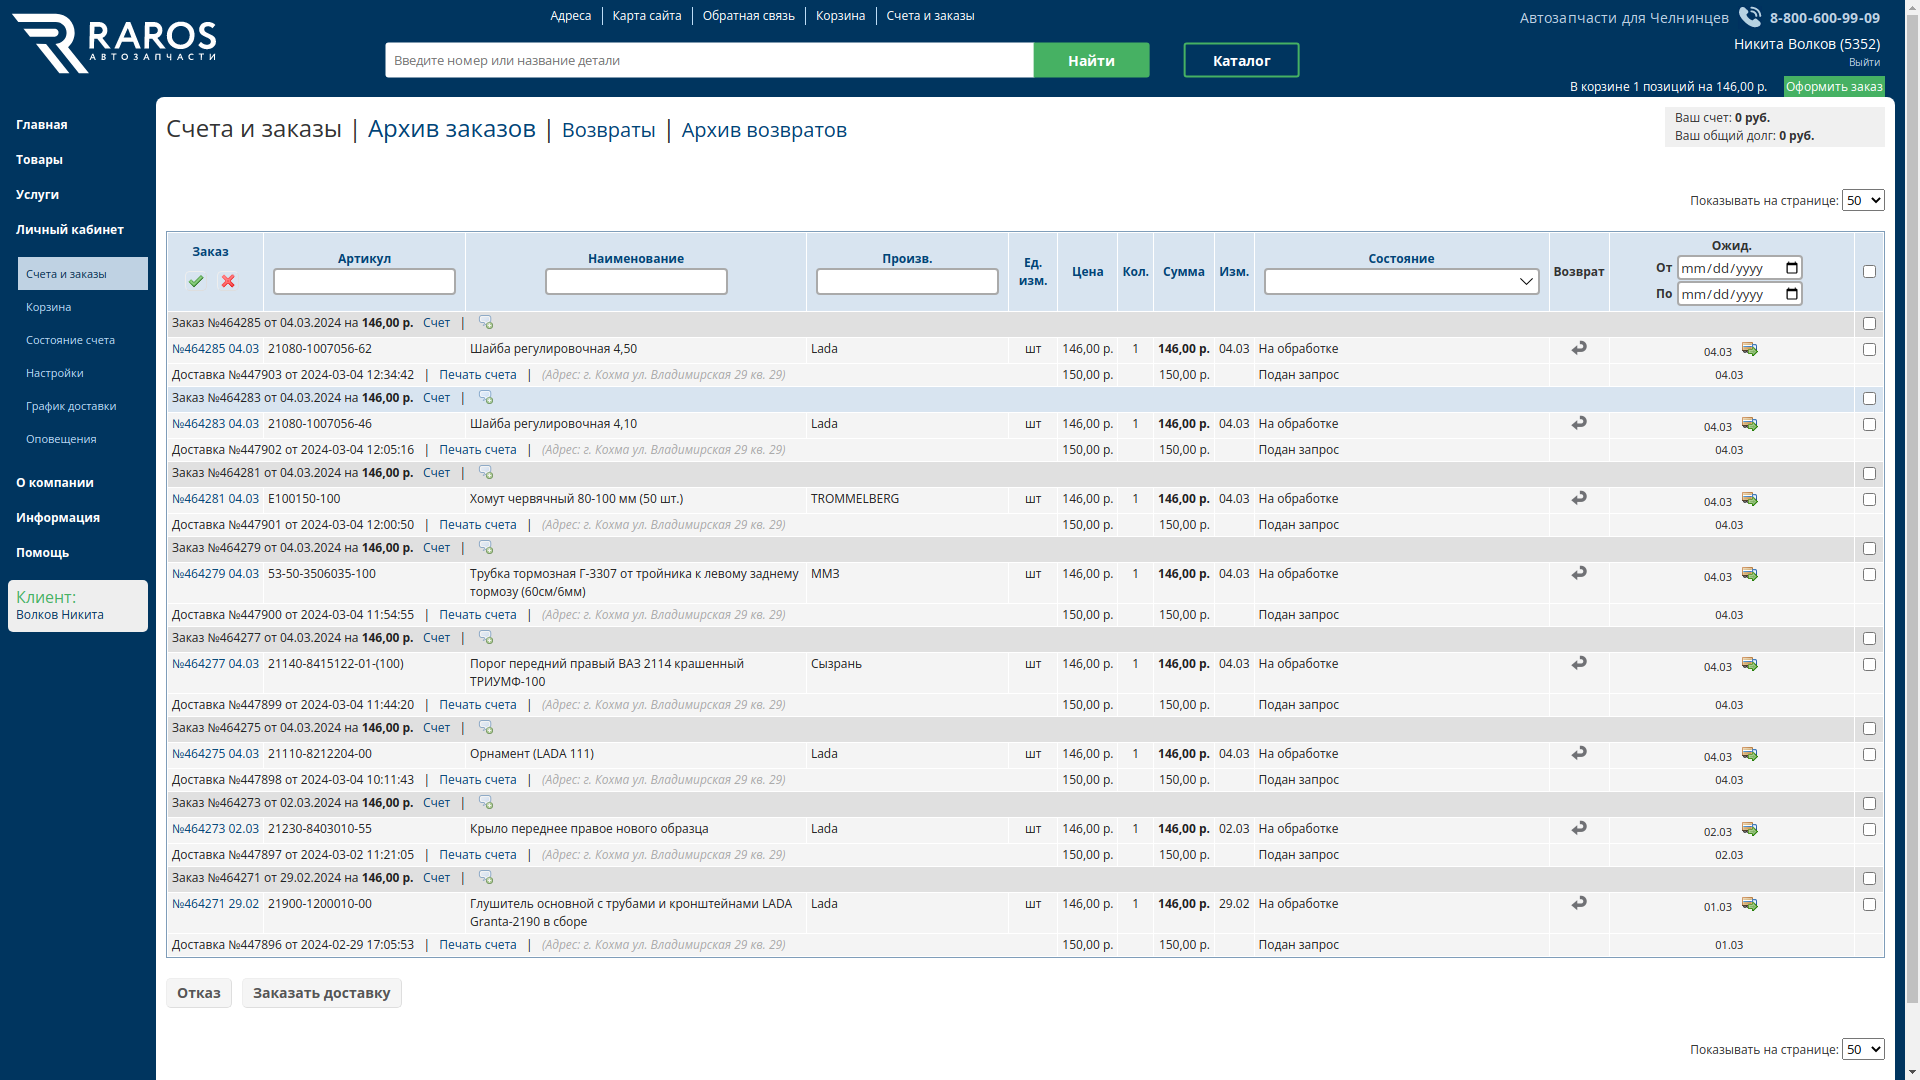 RAROS
АВТОЗАПЧАСТИ
Адреса
Карта сайта
Обратная связь
Корзина
Счета и заказы
Введите номер или название детали
Найти
Каталог
Автозапчасти для Челнинцев 8-800-600-99-09
Никита Волков (5352)
Выйти
В корзине 1 позиций на 146,00 р. Оформить заказ
Главная
Товары
Услуги
Личный кабинет
Счета и заказы
Корзина
Состояние счета
Настройки
График доставки
Оповещения
О компании
Информация
Помощь
Клиент:
Волков Никита
Счета и заказы | Архив заказов | Возвраты | Архив возвратов
Ваш счет: 0 руб.
Ваш общий долг: 0 руб.
Показывать на странице: 50
Заказ Артикул Наименование Произв. Ед. изм. Цена Кол. Сумма Изм. Состояние Возврат Ожид.
От mm/dd/yyyy
По mm/dd/yyyy
Заказ №464285 от 04.03.2024 на 146,00 р. Счет |
№464285 04.03 21080-1007056-62 Шайба регулировочная 4,50 Lada шт 146,00 р. 1 146,00 р. 04.03 На обработке 04.03
Доставка №447903 от 2024-03-04 12:34:42 | Печать счета | (Адрес: г. Кохма ул. Владимирская 29 кв. 29) 150,00 р. 150,00 р. Подан запрос 04.03
Заказ №464283 от 04.03.2024 на 146,00 р. Счет |
№464283 04.03 21080-1007056-46 Шайба регулировочная 4,10 Lada шт 146,00 р. 1 146,00 р. 04.03 На обработке 04.03
Доставка №447902 от 2024-03-04 12:05:16 | Печать счета | (Адрес: г. Кохма ул. Владимирская 29 кв. 29) 150,00 р. 150,00 р. Подан запрос 04.03
Заказ №464281 от 04.03.2024 на 146,00 р. Счет |
№464281 04.03 E100150-100 Хомут червячный 80-100 мм (50 шт.) TROMMELBERG шт 146,00 р. 1 146,00 р. 04.03 На обработке 04.03
Доставка №447901 от 2024-03-04 12:00:50 | Печать счета | (Адрес: г. Кохма ул. Владимирская 29 кв. 29) 150,00 р. 150,00 р. Подан запрос 04.03
Заказ №464279 от 04.03.2024 на 146,00 р. Счет |
№464279 04.03 53-50-3506035-100 Трубка тормозная Г-3307 от тройника к левому заднему ММЗ шт 146,00 р. 1 146,00 р. 04.03 На обработке 04.03
тормозу (60см/6мм)
Доставка №447900 от 2024-03-04 11:54:55 | Печать счета | (Адрес: г. Кохма ул. Владимирская 29 кв. 29) 150,00 р. 150,00 р. Подан запрос 04.03
Заказ №464277 от 04.03.2024 на 146,00 р. Счет |
№464277 04.03 21140-8415122-01-(100) Порог передний правый ВАЗ 2114 крашенный Сызрань шт 146,00 р. 1 146,00 р. 04.03 На обработке 04.03
ТРИУМФ-100
Доставка №447899 от 2024-03-04 11:44:20 | Печать счета | (Адрес: г. Кохма ул. Владимирская 29 кв. 29) 150,00 р. 150,00 р. Подан запрос 04.03
Заказ №464275 от 04.03.2024 на 146,00 р. Счет |
№464275 04.03 21110-8212204-00 Орнамент (LADA 111) Lada шт 146,00 р. 1 146,00 р. 04.03 На обработке 04.03
Доставка №447898 от 2024-03-04 10:11:43 | Печать счета | (Адрес: г. Кохма ул. Владимирская 29 кв. 29) 150,00 р. 150,00 р. Подан запрос 04.03
Заказ №464273 от 02.03.2024 на 146,00 р. Счет |
№464273 02.03 21230-8403010-55 Крыло переднее правое нового образца Lada шт 146,00 р. 1 146,00 р. 02.03 На обработке 02.03
Доставка №447897 от 2024-03-02 11:21:05 | Печать счета | (Адрес: г. Кохма ул. Владимирская 29 кв. 29) 150,00 р. 150,00 р. Подан запрос 02.03
Заказ №464271 от 29.02.2024 на 146,00 р. Счет |
№464271 29.02 21900-1200010-00 Глушитель основной с трубами и кронштейнами LADA Lada шт 146,00 р. 1 146,00 р. 29.02 На обработке 01.03
Granta-2190 в сборе
Доставка №447896 от 2024-02-29 17:05:53 | Печать счета | (Адрес: г. Кохма ул. Владимирская 29 кв. 29) 150,00 р. 150,00 р. Подан запрос 01.03
Отказ Заказать доставку
Показывать на странице: 50